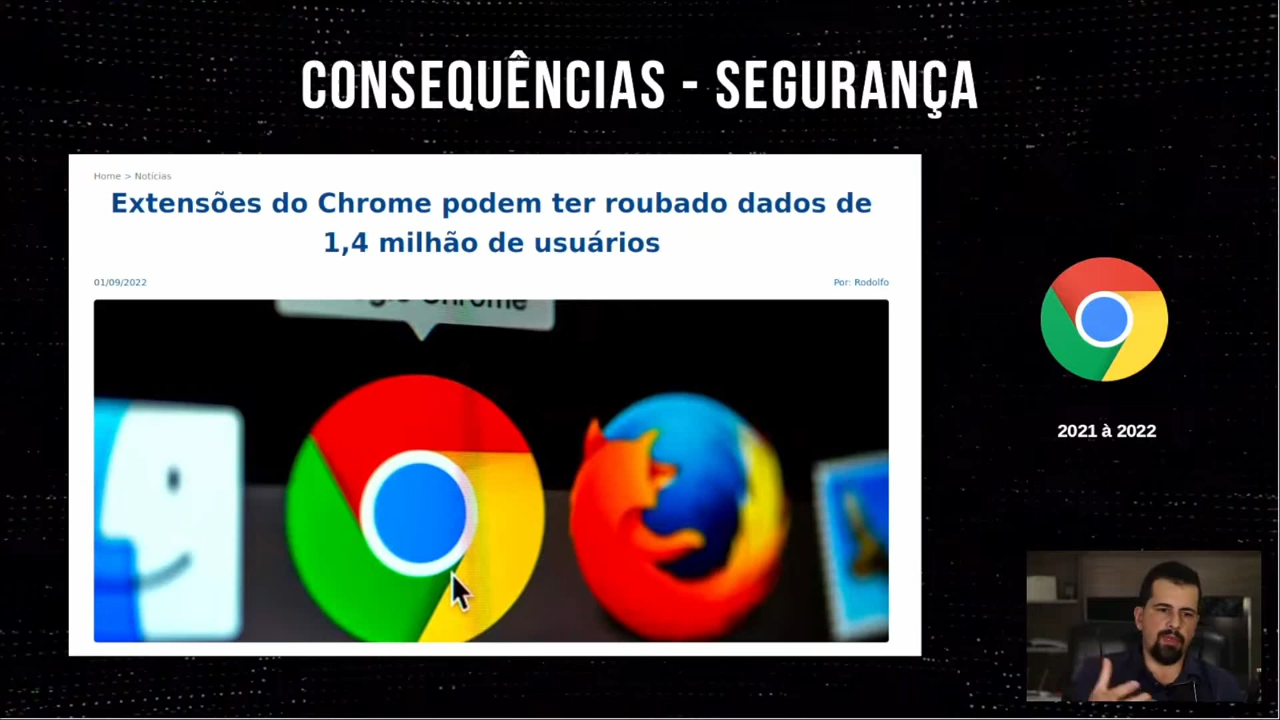 CONSEQUÊNCIAS - SEGURANÇA
Home > Notícias
Extensões do Chrome podem ter roubado dados de
1,4 milhão de usuários
01/09/2022
Por: Rodolfo
Chrome
2021 à 2022